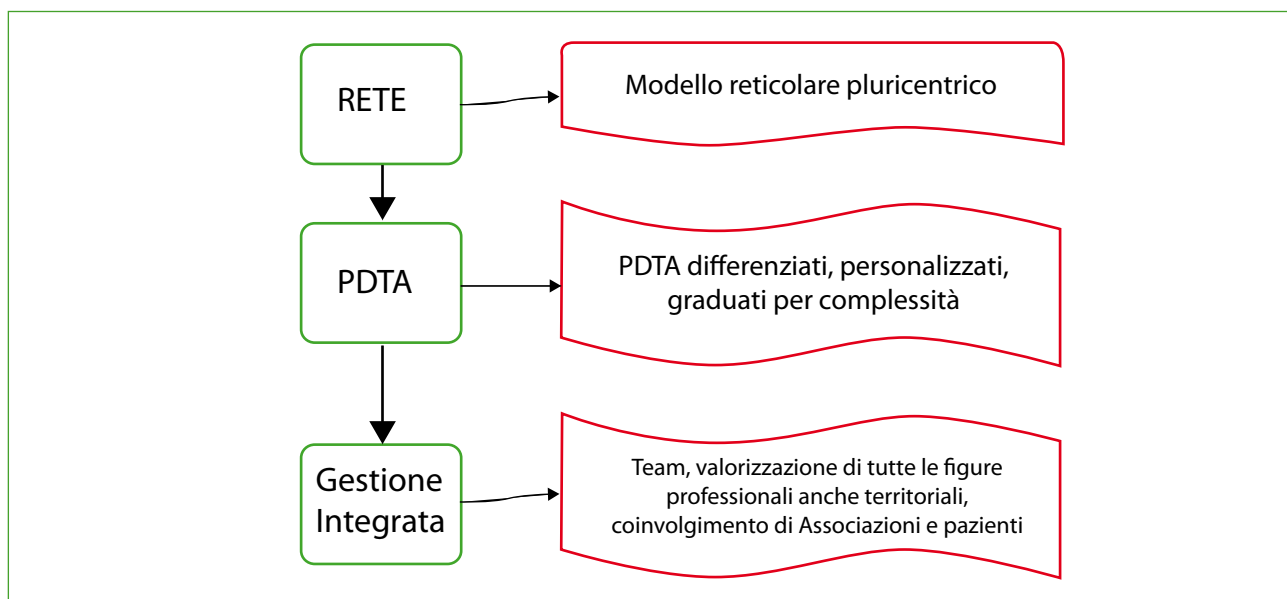 RETE
Modello reticolare pluricentrico
PDTA
PDTA differenziati, personalizzati,
graduati per complessità
Gestione
Integrata
Team, valorizzazione di tutte le figure
professionali anche territoriali,
coinvolgimento di Associazioni e pazienti